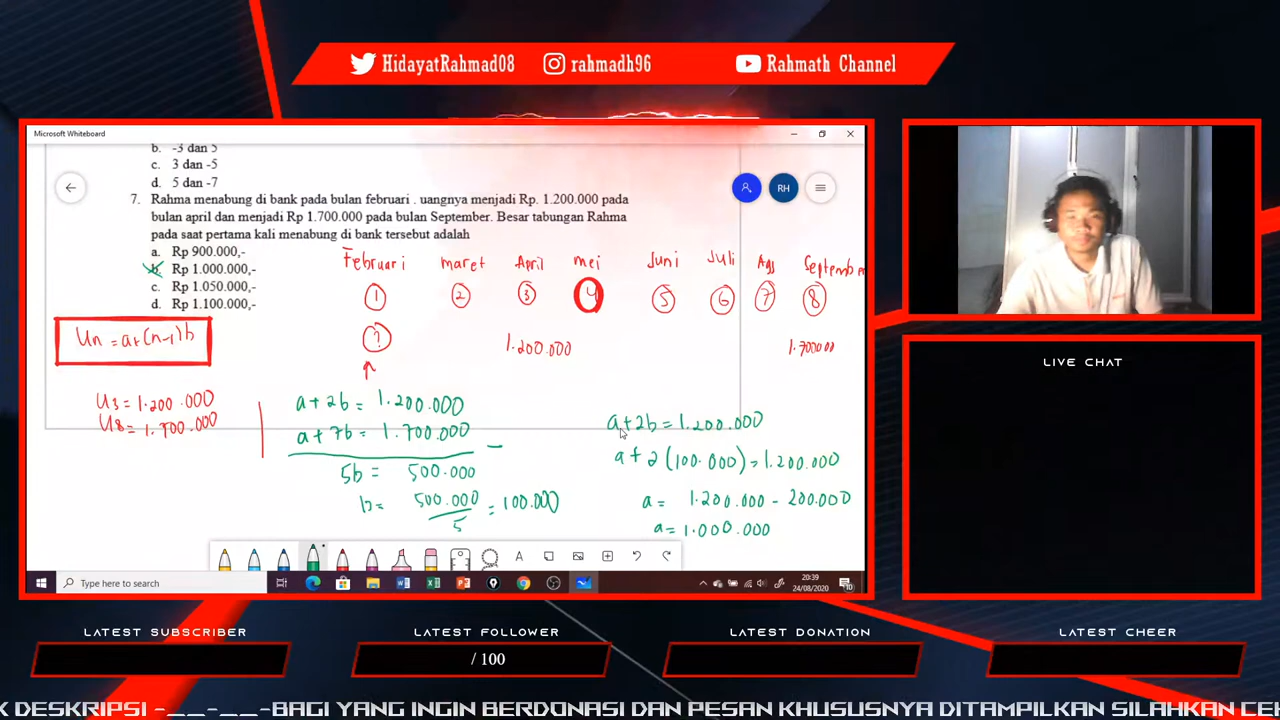 HidayatRahmad08 rahmadh96 Rahmath Channel
Microsoft Whiteboard
b. -3 dan 5
c. 3 dan -5
d. 5 dan -7
RH
7. Rahma menabung di bank pada bulan februari . uangnya menjadi Rp. 1.200.000 pada
bulan april dan menjadi Rp 1.700.000 pada bulan September. Besar tabungan Rahma
pada saat pertama kali menabung di bank tersebut adalah
a. Rp 900.000,-
b. Rp 1.000.000,-
c. Rp 1.050.000,-
d. Rp 1.100.000,-
Februari maret April mei Juni Juli Ags September
1 2 3 4 5 6 7 8
? 1.200.000 1.700000
Un = a+(n-1)b
U3 = 1.200.000
U8 = 1.700.000
a+2b = 1.200.000
a+7b = 1.700.000 -
5b = 500.000
b = 500.000/5 = 100.000
a+2b = 1.200.000
a+2(100.000) = 1.200.000
a = 1.200.000 - 200.000
a = 1.000.000
LIVE CHAT
Type here to search
20:39
24/08/2020
10
LATEST SUBSCRIBER LATEST FOLLOWER LATEST DONATION LATEST CHEER
/ 100
K DESKRIPSI -__-__-BAGI YANG INGIN BERDONASI DAN PESAN KHUSUSNYA DITAMPILKAN SILAHKAN